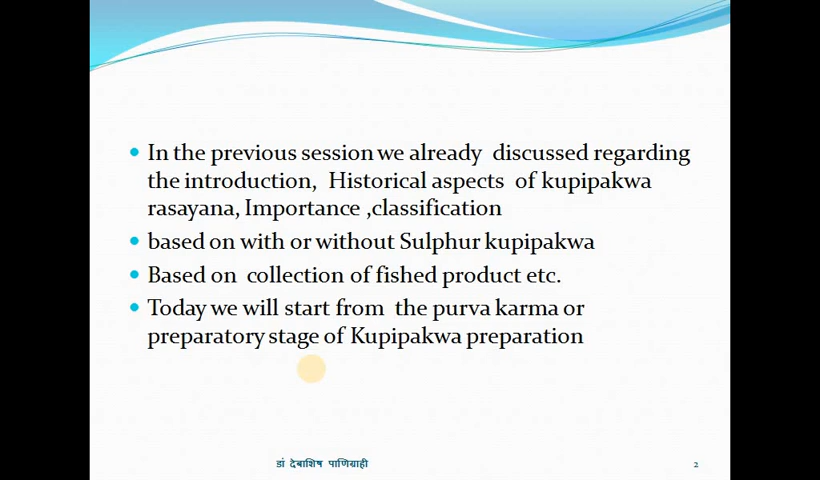 In the previous session we already discussed regarding
the introduction, Historical aspects of kupipakwa
rasayana, Importance ,classification
based on with or without Sulphur kupipakwa
Based on collection of fished product etc.
Today we will start from the purva karma or
preparatory stage of Kupipakwa preparation
डां देबाशिष पाणिग्राही
2